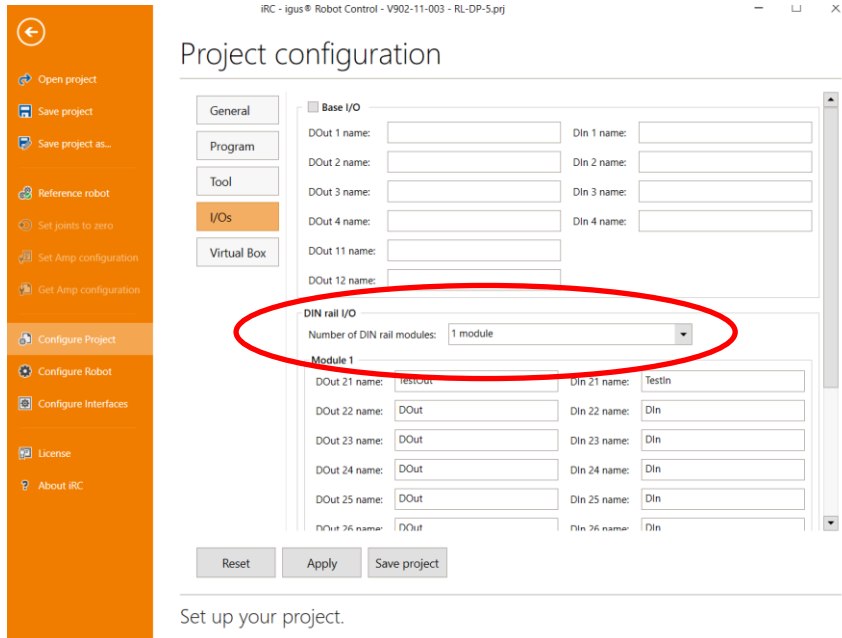 iRC - igus® Robot Control - V902-11-003 - RL-DP-5.prj
Project configuration
Open project
Save project
Save project as...
Reference robot
Set joints to zero
Set Amp configuration
Get Amp configuration
Configure Project
Configure Robot
Configure Interfaces
License
About iRC
General
Program
Tool
I/Os
Virtual Box
Base I/O
DOut 1 name: DIn 1 name:
DOut 2 name: DIn 2 name:
DOut 3 name: DIn 3 name:
DOut 4 name: DIn 4 name:
DOut 11 name:
DOut 12 name:
DIN rail I/O
Number of DIN rail modules: 1 module
Module 1
DOut 21 name: TestOut DIn 21 name: TestIn
DOut 22 name: DOut DIn 22 name: DIn
DOut 23 name: DOut DIn 23 name: DIn
DOut 24 name: DOut DIn 24 name: DIn
DOut 25 name: DOut DIn 25 name: DIn
DOut 26 name: DOut DIn 26 name: DIn
Reset Apply Save project
Set up your project.